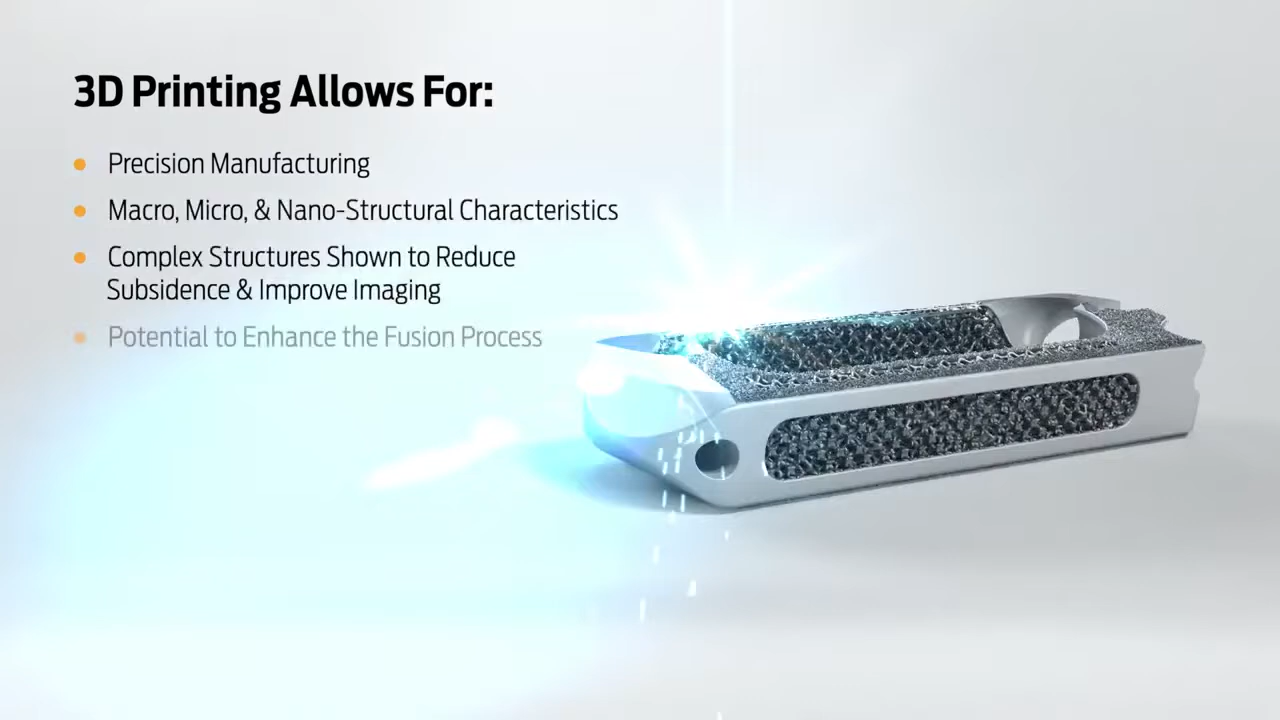 3D Printing Allows For:
• Precision Manufacturing
• Macro, Micro, & Nano-Structural Characteristics
• Complex Structures Shown to Reduce
Subsidence & Improve Imaging
• Potential to Enhance the Fusion Process